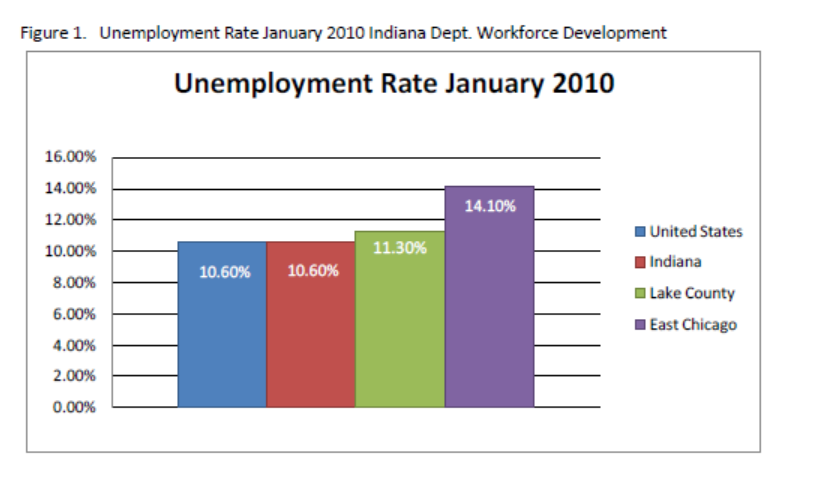 Figure 1. Unemployment Rate January 2010 Indiana Dept. Workforce Development
Unemployment Rate January 2010
16.00%
14.00%
12.00%
10.00%
8.00%
6.00%
4.00%
2.00%
0.00%
10.60%
10.60%
11.30%
14.10%
United States
Indiana
Lake County
East Chicago